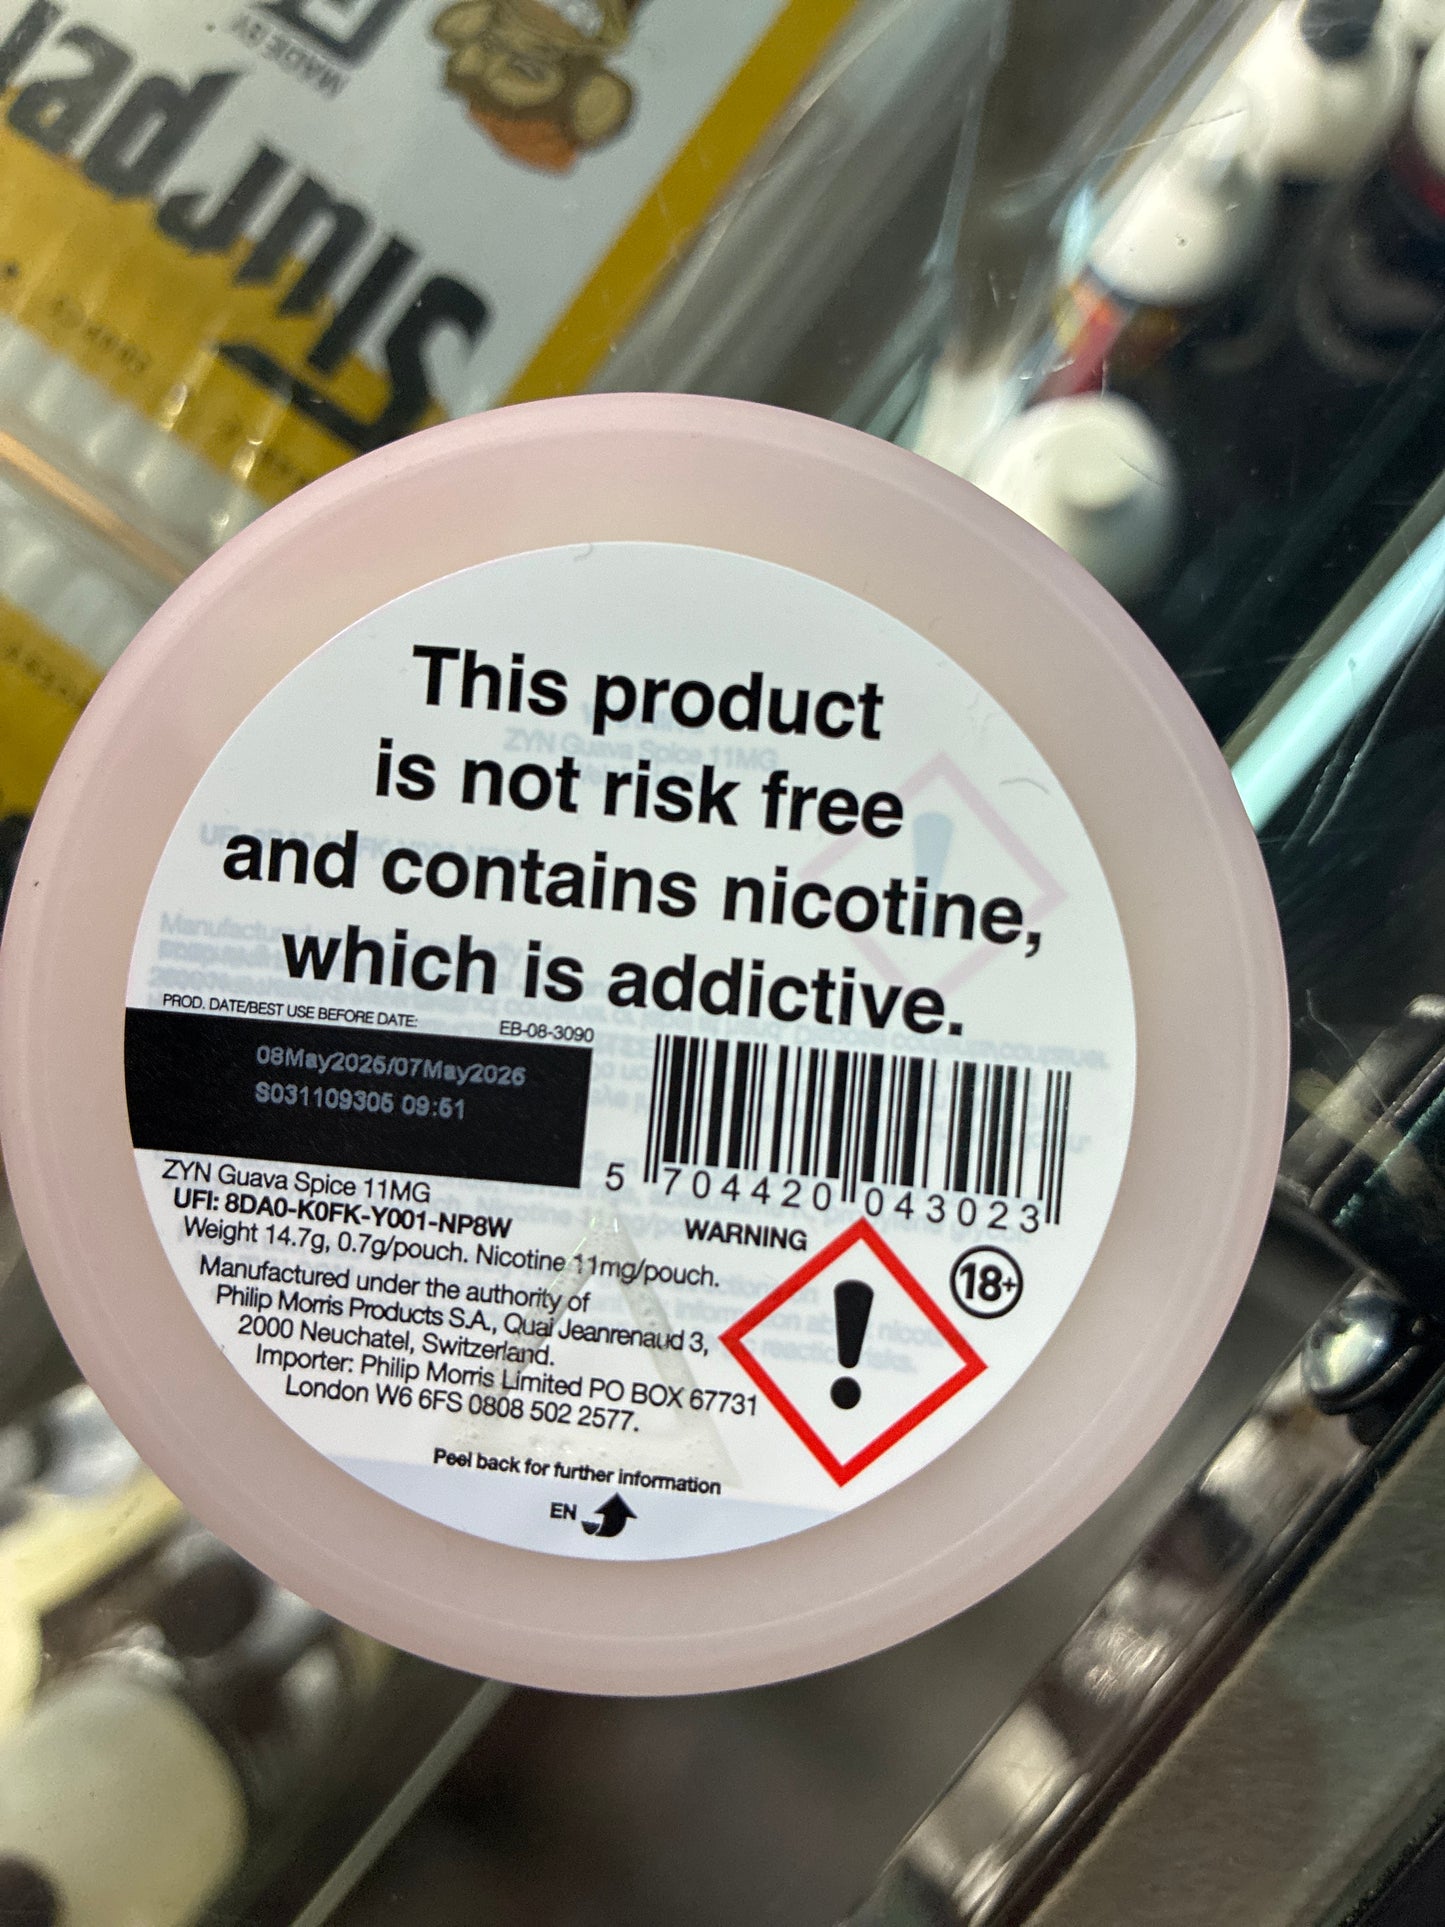 MADE BY
slurpei
This product
is not risk free
and contains nicotine,
which is addictive.
PROD. DATE/BEST USE BEFORE DATE:
EB-08-3090
08May2025/07May2026
S031109305 09:51
5 704420 043023
ZYN Guava Spice 11MG
UFI: 8DA0-K0FK-Y001-NP8W
Weight 14.7g, 0.7g/pouch. Nicotine 11mg/pouch.
WARNING
18+
Manufactured under the authority of
Philip Morris Products S.A., Quai Jeanrenaud 3,
2000 Neuchatel, Switzerland.
Importer: Philip Morris Limited PO BOX 67731
London W6 6FS 0808 502 2577.
Peel back for further information
EN